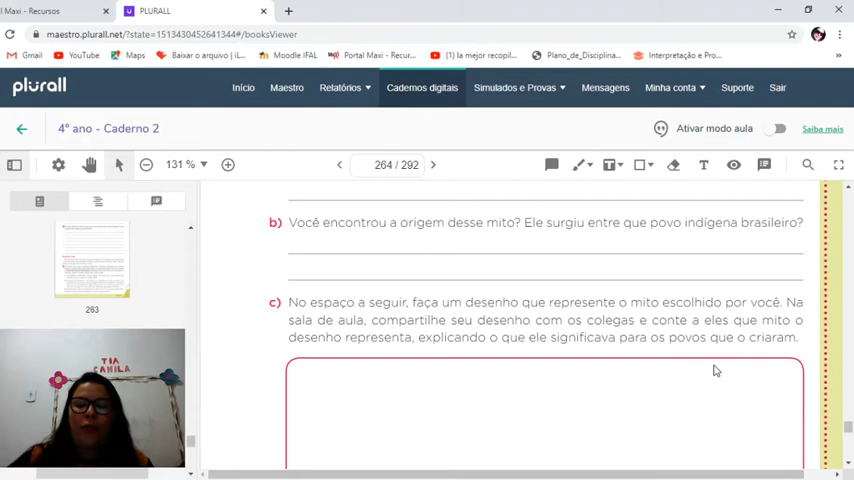 l Maxi - Recursos
PLURALL
maestro.plurall.net/?state=1513430452641344#/booksViewer
Gmail
YouTube
Maps
Baixar o arquivo | iL...
Moodle IFAL
Portal Maxi - Recur...
(1) la mejor recopil...
Plano_de_Disciplina...
Interpretação e Pro...
plurall
Início
Maestro
Relatórios
Cadernos digitais
Simulados e Provas
Mensagens
Minha conta
Suporte
Sair
4º ano - Caderno 2
Ativar modo aula
Saiba mais
131 %
264 / 292
b) Você encontrou a origem desse mito? Ele surgiu entre que povo indígena brasileiro?
c) No espaço a seguir, faça um desenho que represente o mito escolhido por você. Na
sala de aula, compartilhe seu desenho com os colegas e conte a eles que mito o
desenho representa, explicando o que ele significava para os povos que o criaram.
263
TIA
CAMILA